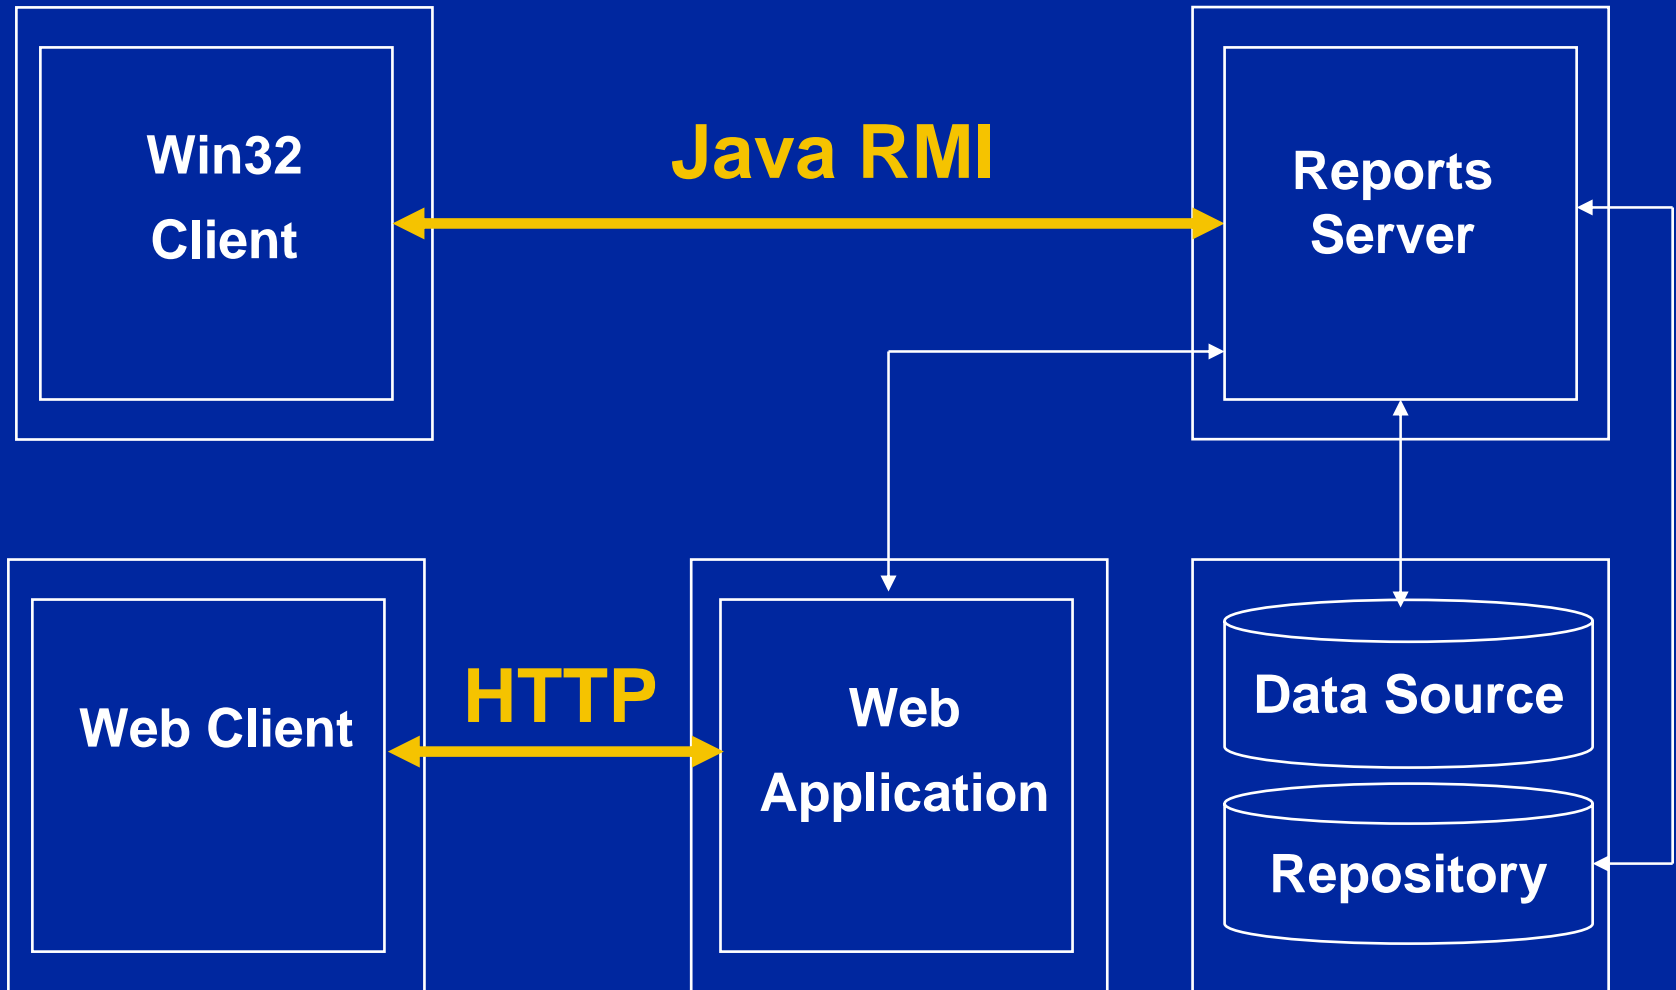 Win32
Client
Java RMI
Reports
Server
Web Client
HTTP
Web
Application
Data Source
Repository